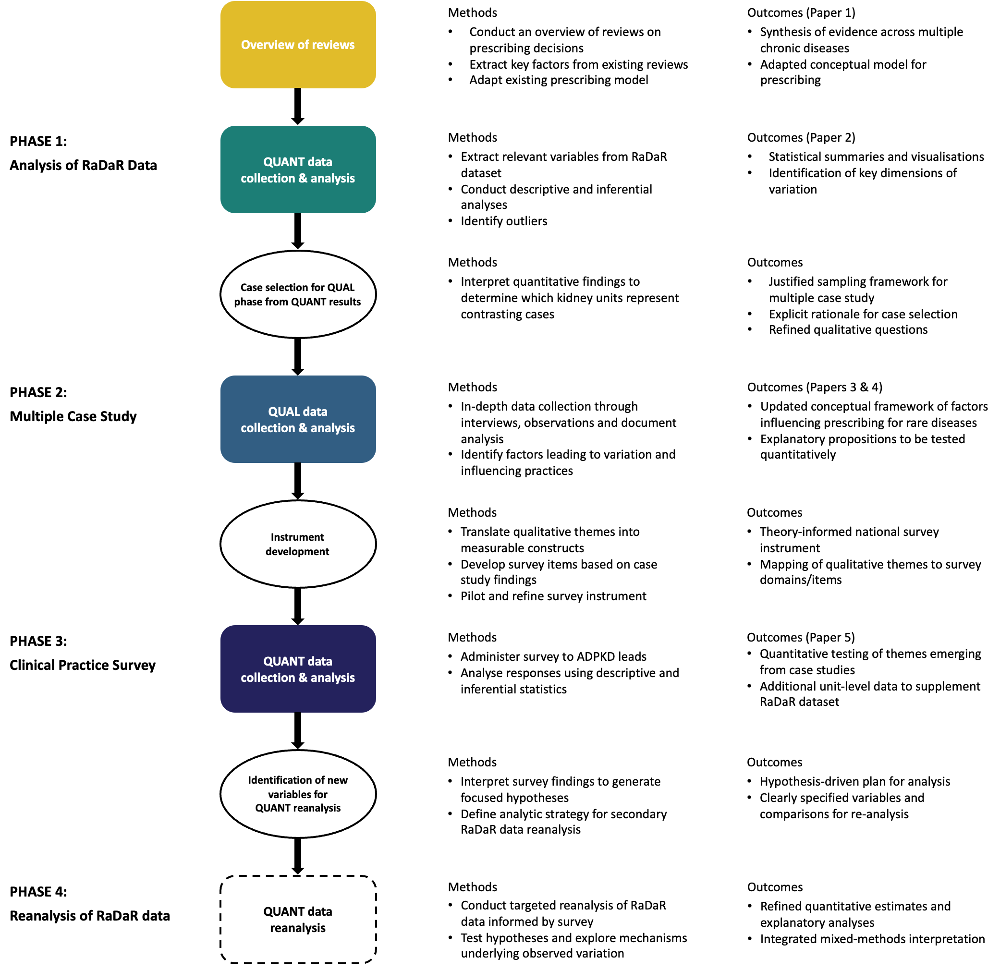 Overview of reviews
Methods
• Conduct an overview of reviews on
prescribing decisions
• Extract key factors from existing reviews
• Adapt existing prescribing model
Outcomes (Paper 1)
• Synthesis of evidence across multiple
chronic diseases
• Adapted conceptual model for
prescribing
PHASE 1:
Analysis of RaDaR Data
QUANT data
collection & analysis
Methods
• Extract relevant variables from RaDaR
dataset
• Conduct descriptive and inferential
analyses
• Identify outliers
Outcomes (Paper 2)
• Statistical summaries and visualisations
• Identification of key dimensions of
variation
Case selection for QUAL
phase from QUANT results
Methods
• Interpret quantitative findings to
determine which kidney units represent
contrasting cases
Outcomes
• Justified sampling framework for
multiple case study
• Explicit rationale for case selection
• Refined qualitative questions
PHASE 2:
Multiple Case Study
QUAL data
collection & analysis
Methods
• In-depth data collection through
interviews, observations and document
analysis
• Identify factors leading to variation and
influencing practices
Outcomes (Papers 3 & 4)
• Updated conceptual framework of factors
influencing prescribing for rare diseases
• Explanatory propositions to be tested
quantitatively
Instrument
development
Methods
• Translate qualitative themes into
measurable constructs
• Develop survey items based on case
study findings
• Pilot and refine survey instrument
Outcomes
• Theory-informed national survey
instrument
• Mapping of qualitative themes to survey
domains/items
PHASE 3:
Clinical Practice Survey
QUANT data
collection & analysis
Methods
• Administer survey to ADPKD leads
• Analyse responses using descriptive and
inferential statistics
Outcomes (Paper 5)
• Quantitative testing of themes emerging
from case studies
• Additional unit-level data to supplement
RaDaR dataset
Identification of new
variables for
QUANT reanalysis
Methods
• Interpret survey findings to generate
focused hypotheses
• Define analytic strategy for secondary
RaDaR data reanalysis
Outcomes
• Hypothesis-driven plan for analysis
• Clearly specified variables and
comparisons for re-analysis
PHASE 4:
Reanalysis of RaDaR data
QUANT data
reanalysis
Methods
• Conduct targeted reanalysis of RaDaR
data informed by survey
• Test hypotheses and explore mechanisms
underlying observed variation
Outcomes
• Refined quantitative estimates and
explanatory analyses
• Integrated mixed-methods interpretation